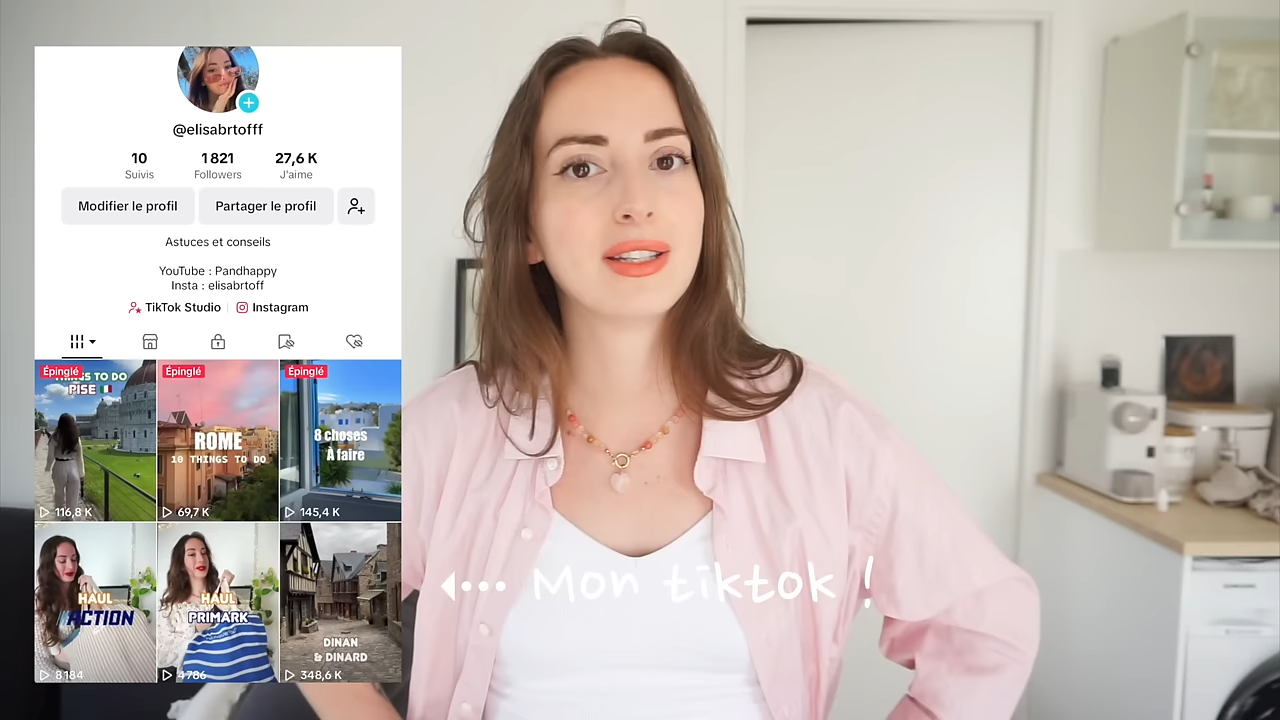 @elisabrtofff
10 1 821 27,6 K
Suivis Followers J'aime
Modifier le profil Partager le profil
Astuces et conseils
YouTube : Pandhappy
Insta : elisabrtoff
TikTok Studio Instagram
Épinglé Épinglé Épinglé
THINGS TO DO
PISE
ROME
10 THINGS TO DO
8 choses
À faire
116,8 K 69,7 K 145,4 K
HAUL
ACTION
HAUL
PRIMARK
DINAN
& DINARD
8 184 4 786 348,6 K
Mon tiktok !